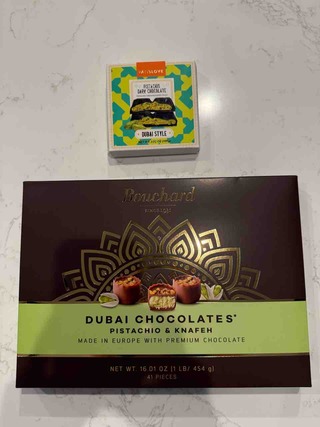 PISTACHIO
DARK CHOCOLATE
DUBAI STYLE
Bouchard
DUBAI CHOCOLATES*
PISTACHIO & KNAFEH
MADE IN EUROPE WITH PREMIUM CHOCOLATE
NET WT. 16.01 OZ (1 LB/ 454 g)
41 PIECES